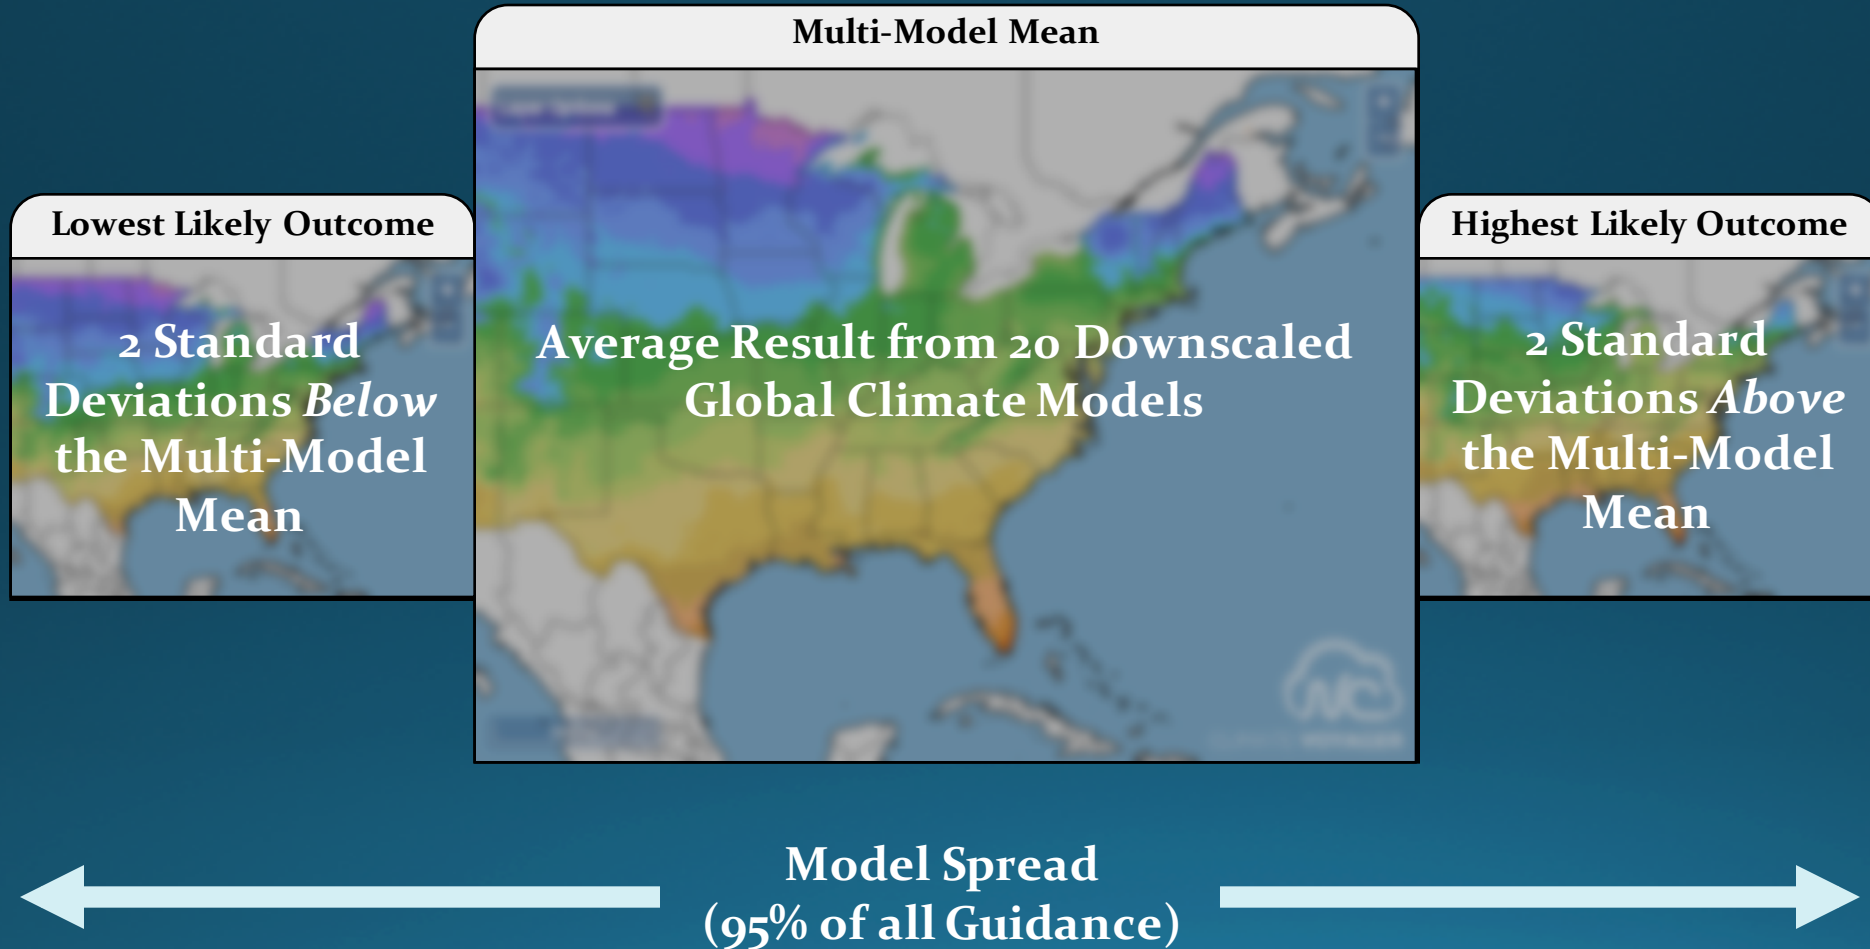 Multi-Model Mean
Lowest Likely Outcome
2 Standard
Deviations Below
the Multi-Model
Mean
Average Result from 20 Downscaled
Global Climate Models
Highest Likely Outcome
2 Standard
Deviations Above
the Multi-Model
Mean
NC
Model Spread
(95% of all Guidance)